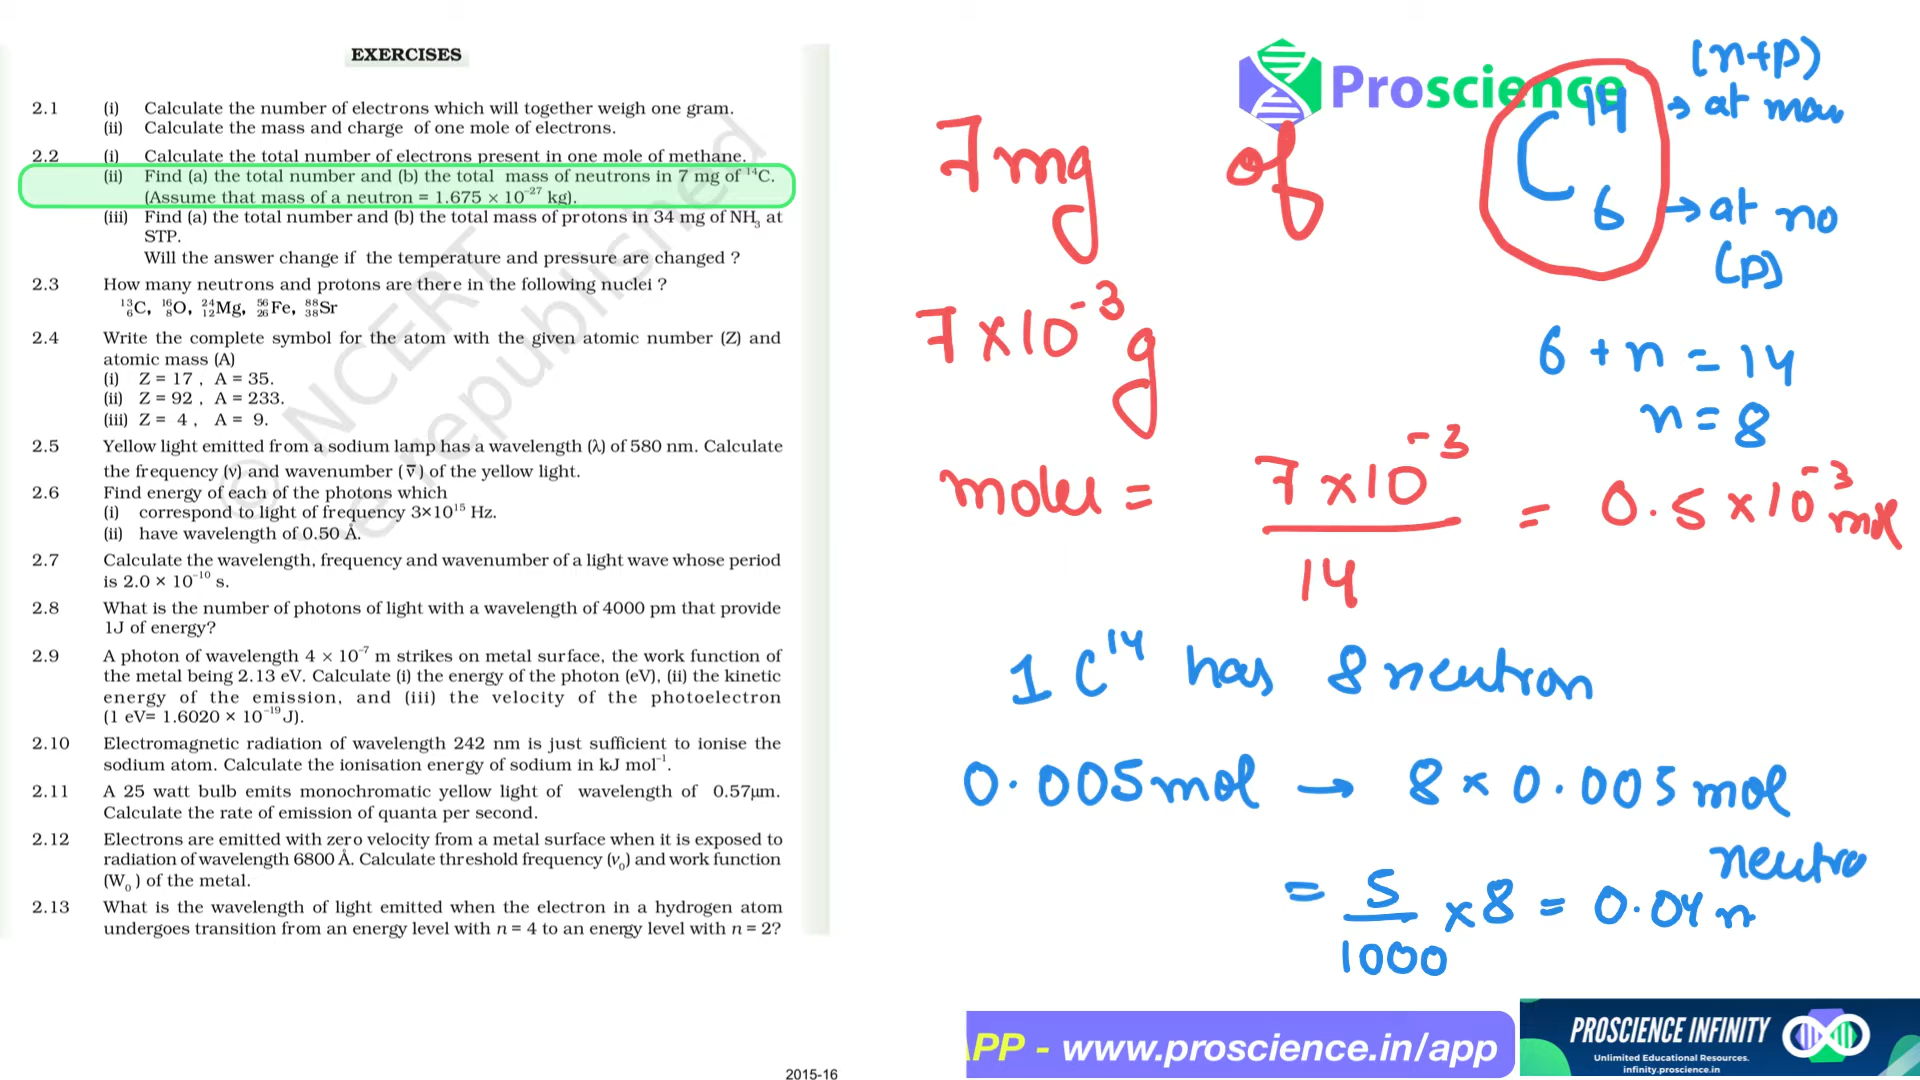 EXERCISES
2.1 (i) Calculate the number of electrons which will together weigh one gram.
(ii) Calculate the mass and charge of one mole of electrons.
2.2 (i) Calculate the total number of electrons present in one mole of methane.
(ii) Find (a) the total number and (b) the total mass of neutrons in 7 mg of ¹⁴C.
(Assume that mass of a neutron = 1.675 × 10⁻²⁷ kg).
(iii) Find (a) the total number and (b) the total mass of protons in 34 mg of NH₃ at
STP.
Will the answer change if the temperature and pressure are changed ?
2.3 How many neutrons and protons are there in the following nuclei ?
¹³₆C, ¹⁶₈O, ²⁴₁₂Mg, ⁵⁶₂₆Fe, ⁸⁸₃₈Sr
2.4 Write the complete symbol for the atom with the given atomic number (Z) and
atomic mass (A)
(i) Z = 17 , A = 35.
(ii) Z = 92 , A = 233.
(iii) Z = 4 , A = 9.
2.5 Yellow light emitted from a sodium lamp has a wavelength (λ) of 580 nm. Calculate
the frequency (ν) and wavenumber ( ν̅ ) of the yellow light.
2.6 Find energy of each of the photons which
(i) correspond to light of frequency 3×10¹⁵ Hz.
(ii) have wavelength of 0.50 Å.
2.7 Calculate the wavelength, frequency and wavenumber of a light wave whose period
is 2.0 × 10⁻¹⁰ s.
2.8 What is the number of photons of light with a wavelength of 4000 pm that provide
1J of energy?
2.9 A photon of wavelength 4 × 10⁻⁷ m strikes on metal surface, the work function of
the metal being 2.13 eV. Calculate (i) the energy of the photon (eV), (ii) the kinetic
energy of the emission, and (iii) the velocity of the photoelectron
(1 eV= 1.6020 × 10⁻¹⁹ J).
2.10 Electromagnetic radiation of wavelength 242 nm is just sufficient to ionise the
sodium atom. Calculate the ionisation energy of sodium in kJ mol⁻¹.
2.11 A 25 watt bulb emits monochromatic yellow light of wavelength of 0.57μm.
Calculate the rate of emission of quanta per second.
2.12 Electrons are emitted with zero velocity from a metal surface when it is exposed to
radiation of wavelength 6800 Å. Calculate threshold frequency (ν₀) and work function
(W₀ ) of the metal.
2.13 What is the wavelength of light emitted when the electron in a hydrogen atom
undergoes transition from an energy level with n = 4 to an energy level with n = 2?
2015-16
© NCERT
be republished
Proscience
(n+p)
7 mg of C¹⁴₆ → at mass
→ at no
(p)
7×10⁻³ g
6 + n = 14
n = 8
moles = 7×10⁻³ / 14 = 0.5 × 10⁻³ mol
1 C¹⁴ has 8 neutron
0.005 mol → 8 × 0.005 mol
neutro
= 5/1000 × 8 = 0.04 n
APP - www.proscience.in/app
PROSCIENCE INFINITY
Unlimited Educational Resources.
infinity.proscience.in